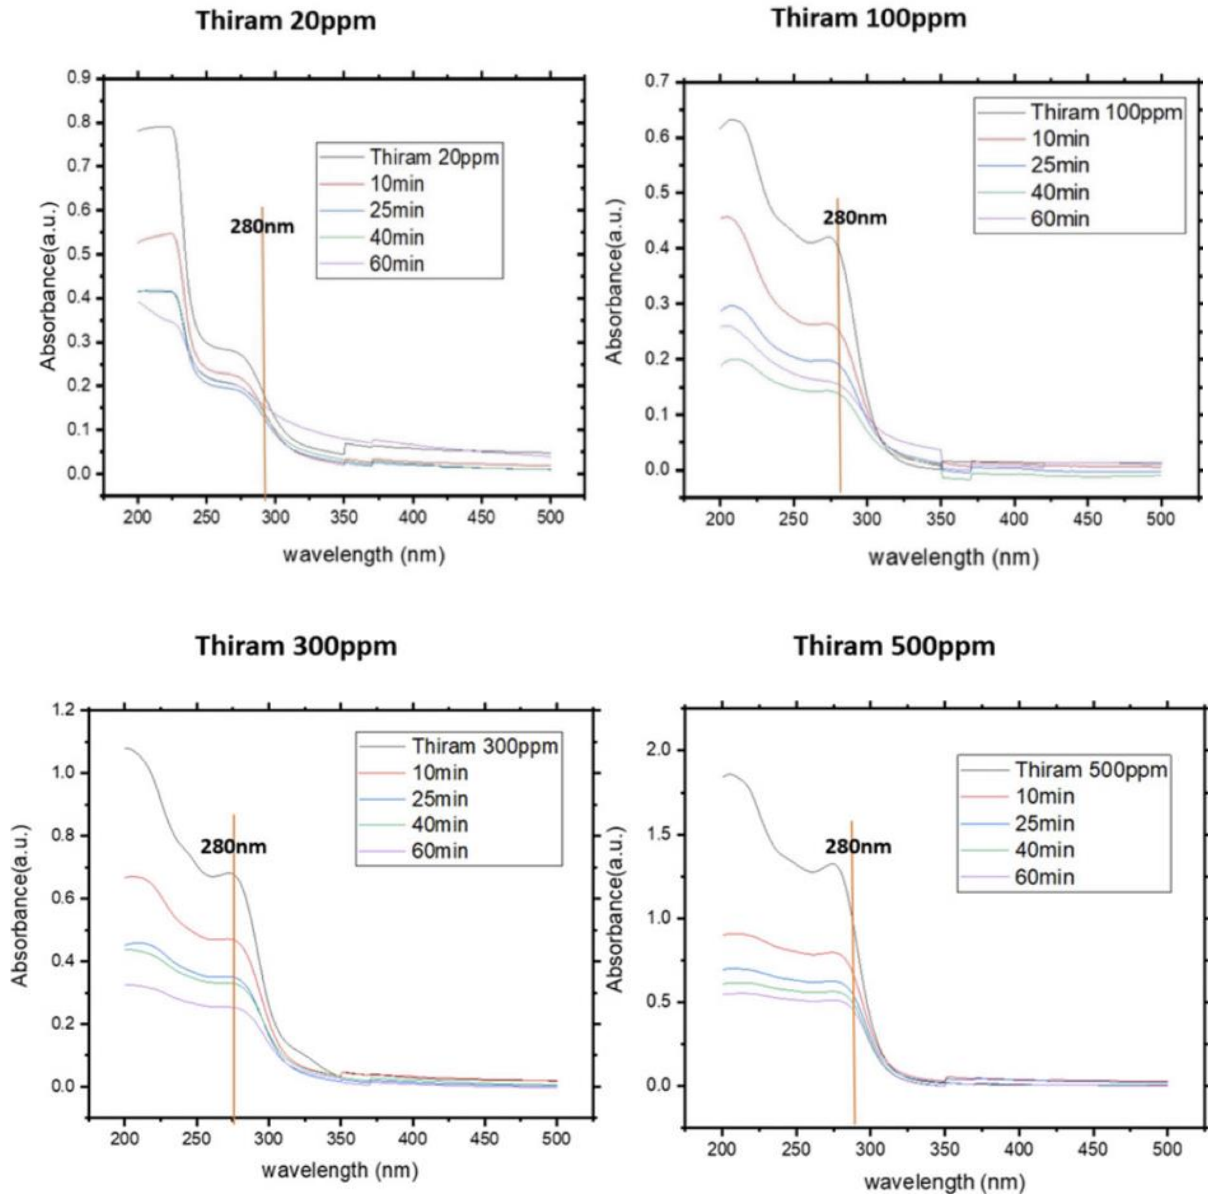 Thiram 20ppm
0.9
0.8
0.7
0.6
0.5
0.4
0.3
0.2
0.1
0.0
Absorbance(a.u.)
Thiram 20ppm
10min
25min
40min
60min
280nm
200 250 300 350 400 450 500
wavelength (nm)
Thiram 100ppm
0.7
0.6
0.5
0.4
0.3
0.2
0.1
0.0
Absorbance(a.u.)
Thiram 100ppm
10min
25min
40min
60min
280nm
200 250 300 350 400 450 500
wavelength (nm)
Thiram 300ppm
1.2
1.0
0.8
0.6
0.4
0.2
0.0
Absorbance(a.u.)
Thiram 300ppm
10min
25min
40min
60min
280nm
200 250 300 350 400 450 500
wavelength (nm)
Thiram 500ppm
2.0
1.5
1.0
0.5
0.0
Absorbance(a.u.)
Thiram 500ppm
10min
25min
40min
60min
280nm
200 250 300 350 400 450 500
wavelength (nm)